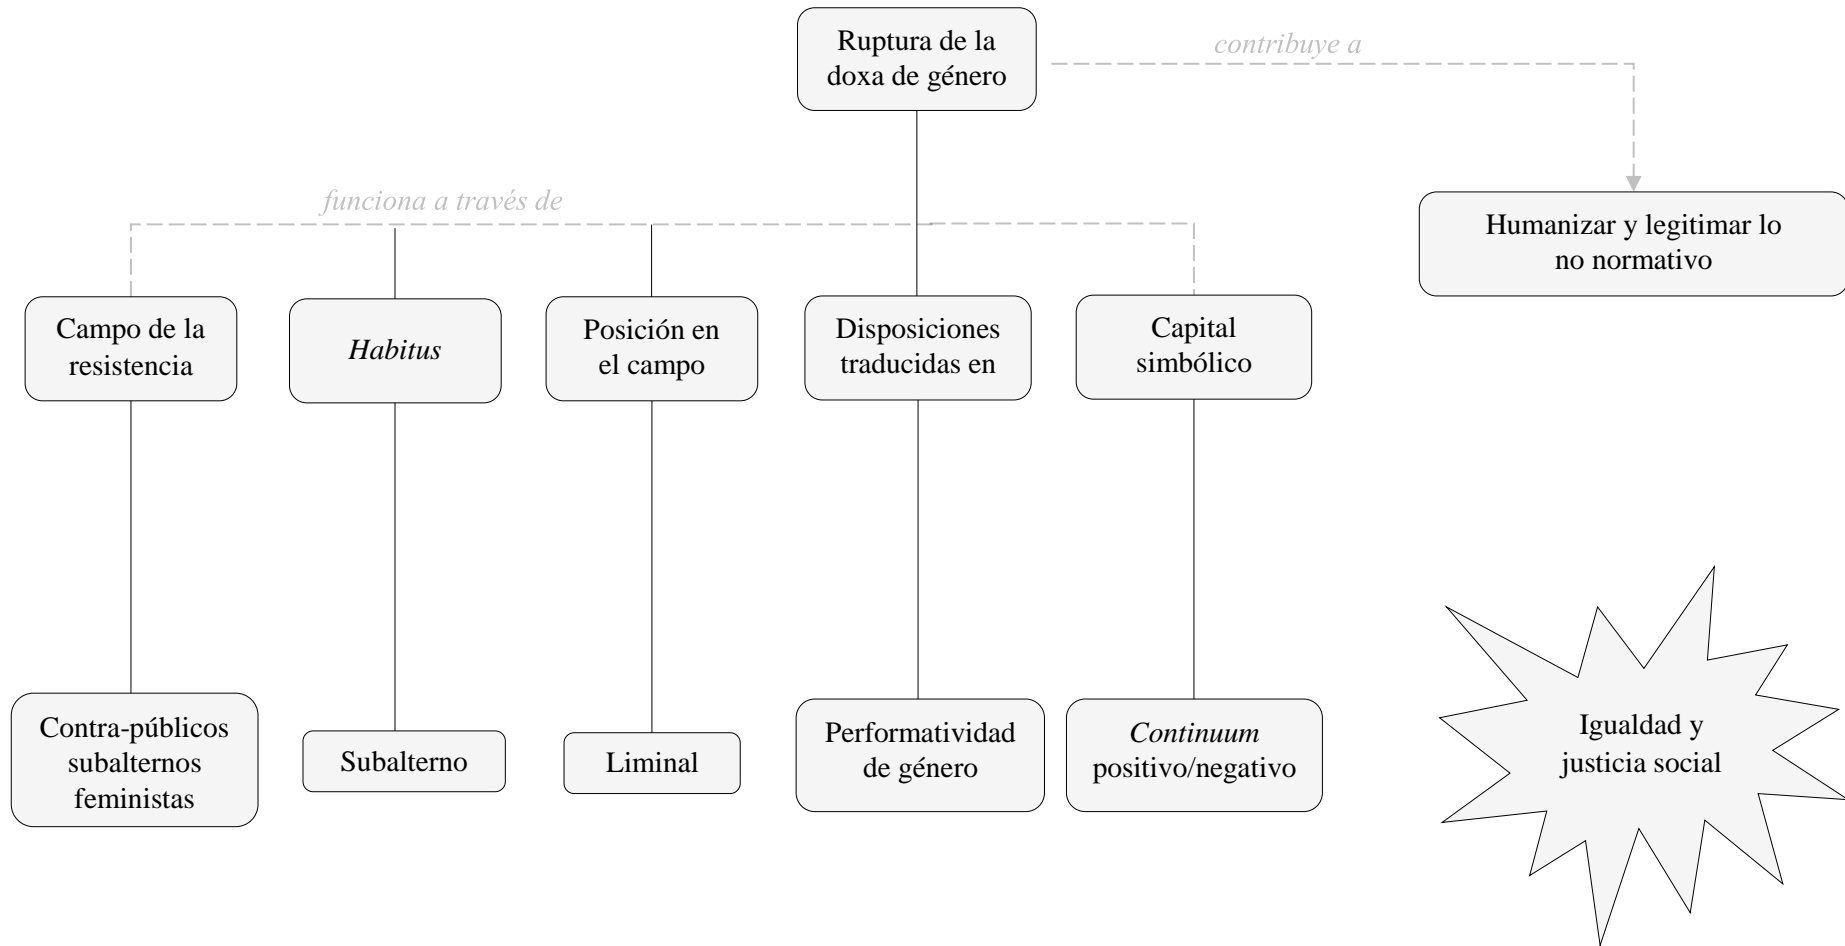 Ruptura de la
doxa de género
contribuye a
funciona a través de
Humanizar y legitimar lo
no normativo
Campo de la
resistencia
Habitus
Posición en
el campo
Disposiciones
traducidas en
Capital
simbólico
Contra-públicos
subalternos
feministas
Subalterno
Liminal
Performatividad
de género
Continuum
positivo/negativo
Igualdad y
justicia social